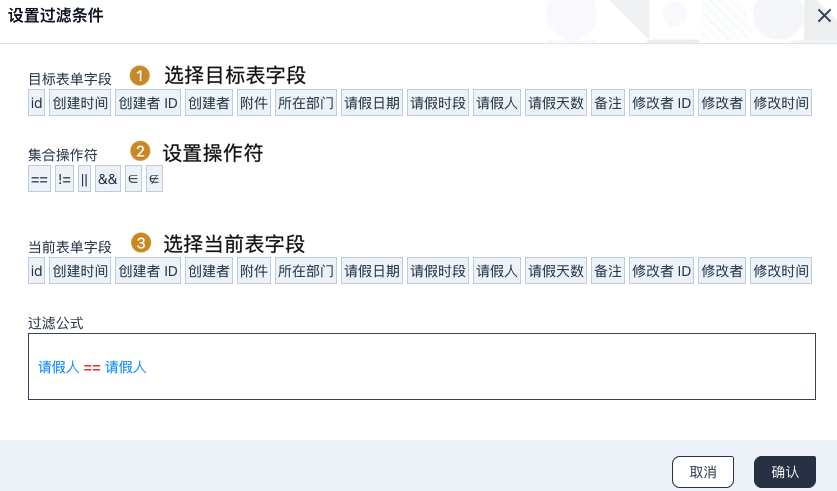 设置过滤条件
目标表单字段 1 选择目标表字段
id 创建时间 创建者 ID 创建者 附件 所在部门 请假日期 请假时段 请假人 请假天数 备注 修改者 ID 修改者 修改时间
集合操作符 2 设置操作符
== != || && ∈ ∉
当前表单字段 3 选择当前表字段
id 创建时间 创建者 ID 创建者 附件 所在部门 请假日期 请假时段 请假人 请假天数 备注 修改者 ID 修改者 修改时间
过滤公式
请假人 == 请假人
取消 确认